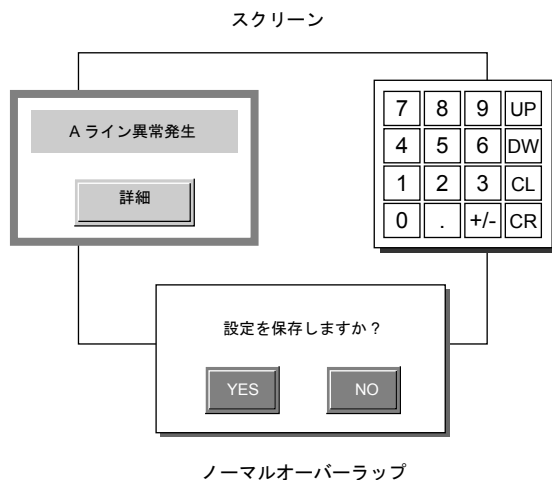 スクリーン
A ライン異常発生
詳細
7 8 9 UP
4 5 6 DW
1 2 3 CL
0 . +/- CR
設定を保存しますか？
YES NO
ノーマルオーバーラップ